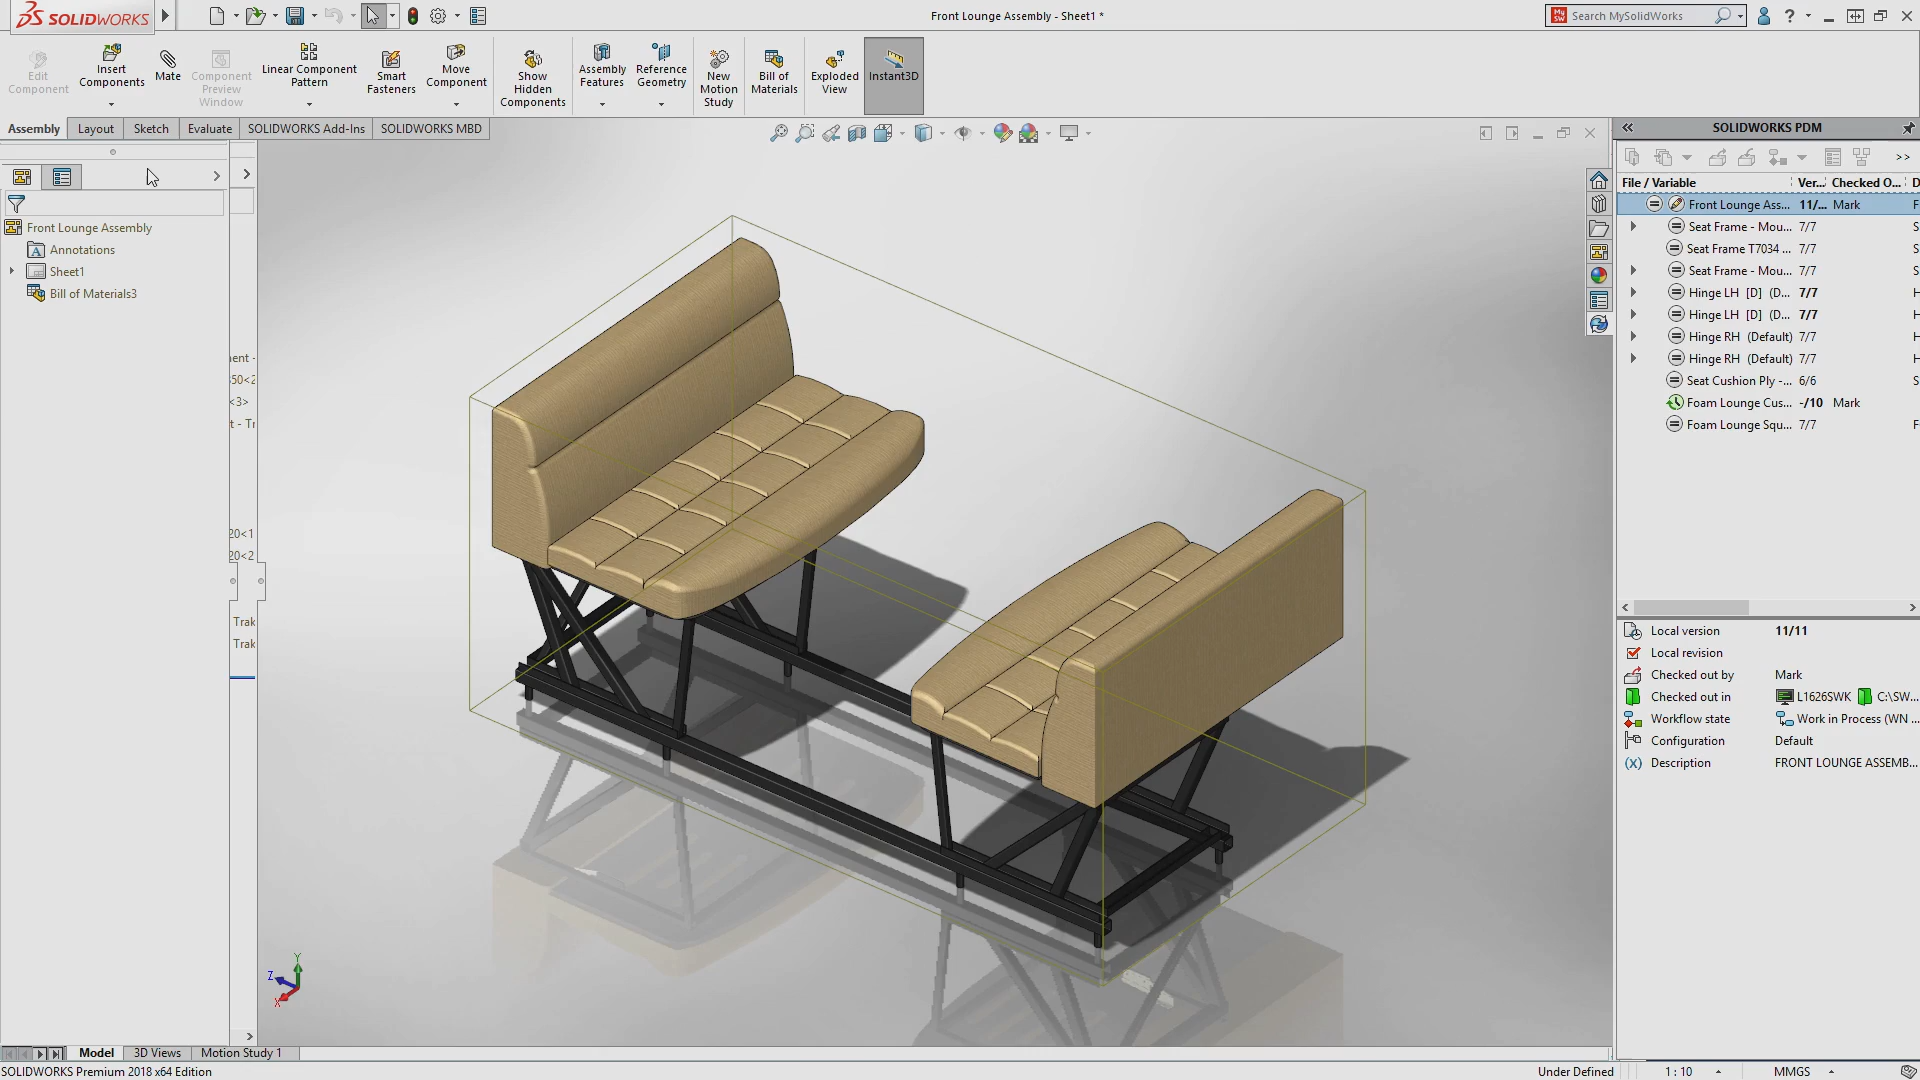 SOLIDWORKS
Front Lounge Assembly - Sheet1 *
Search MySolidWorks
Edit Component
Insert Components
Mate
Component Preview Window
Linear Component Pattern
Smart Fasteners
Move Component
Show Hidden Components
Assembly Features
Reference Geometry
New Motion Study
Bill of Materials
Exploded View
Instant3D
Assembly
Layout
Sketch
Evaluate
SOLIDWORKS Add-Ins
SOLIDWORKS MBD
Front Lounge Assembly
Annotations
Sheet1
Bill of Materials3
50<2
<3>
t - Tr
20<1
20<2
Trak
Trak
SOLIDWORKS PDM
>>
File / Variable Ver... Checked O... D
Front Lounge Ass... 11/... Mark F
Seat Frame - Mou... 7/7 S
Seat Frame T7034 ... 7/7 S
Seat Frame - Mou... 7/7 S
Hinge LH [D] (D... 7/7 H
Hinge LH [D] (D... 7/7 H
Hinge RH (Default) 7/7 H
Hinge RH (Default) 7/7 H
Seat Cushion Ply -... 6/6 S
Foam Lounge Cus... -/10 Mark
Foam Lounge Squ... 7/7 F
Local version 11/11
Local revision
Checked out by Mark
Checked out in L1626SWK C:\SW...
Workflow state Work in Process (WN ...
Configuration Default
(x) Description FRONT LOUNGE ASSEMB...
Y
Z
X
Model
3D Views
Motion Study 1
SOLIDWORKS Premium 2018 x64 Edition
Under Defined
1 : 10
MMGS